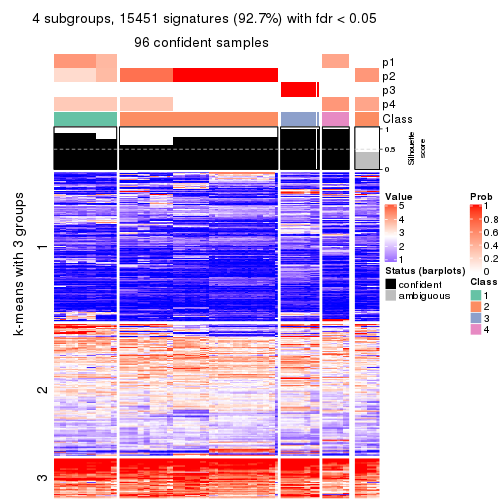 4 subgroups, 15451 signatures (92.7%) with fdr < 0.05
96 confident samples
p1
p2
p3
p4
Class
1
0.5
0
Silhouette
score
k-means with 3 groups
1
2
3
Value
5
4
3
2
1
Status (barplots)
confident
ambiguous
Prob
1
0.8
0.6
0.4
0.2
0
Class
1
2
3
4